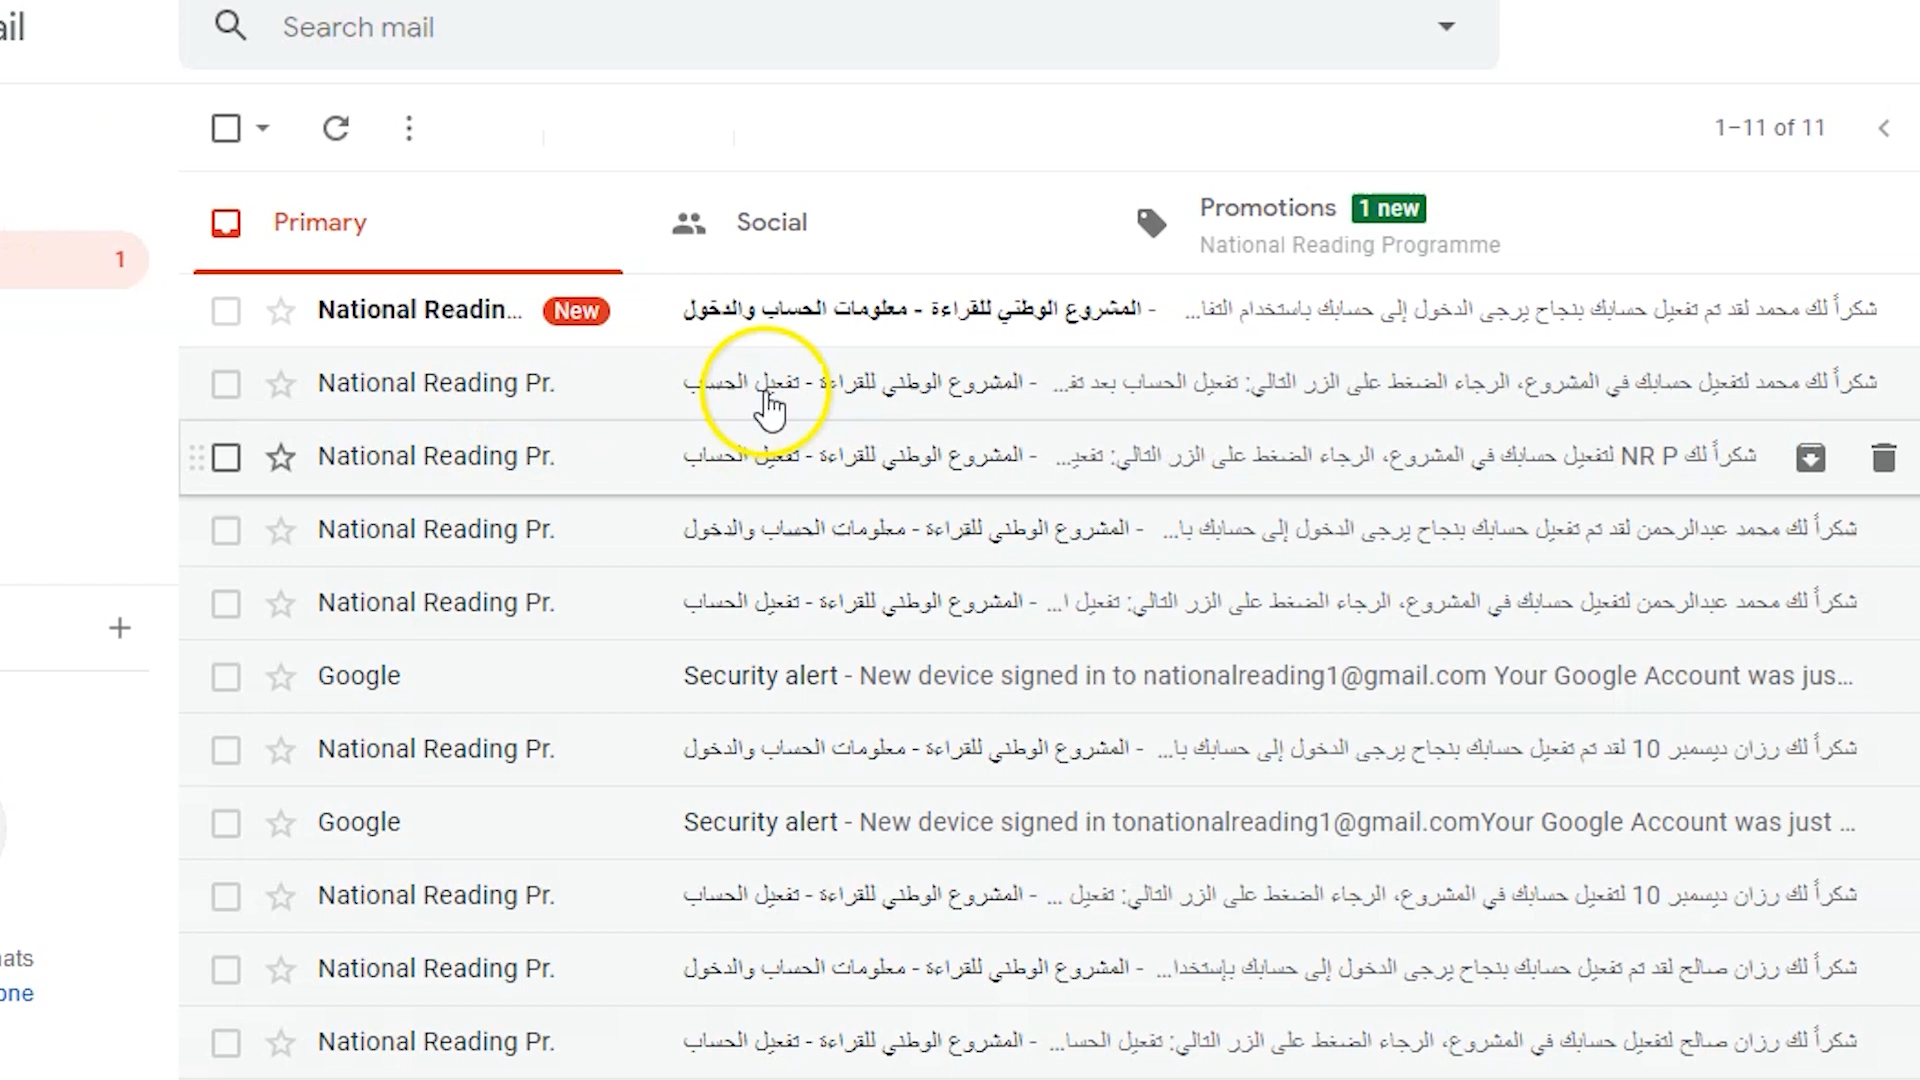 ail
Search mail
1–11 of 11
Primary
Social
Promotions 1 new
National Reading Programme
1
National Readin... New المشروع الوطني للقراءة - معلومات الحساب والدخول - شكراً لك محمد لقد تم تفعيل حسابك بنجاح يرجى الدخول إلى حسابك باستخدام التفا...
National Reading Pr. المشروع الوطني للقراءة - تفعيل الحساب - شكراً لك محمد لتفعيل حسابك في المشروع، الرجاء الضغط على الزر التالي: تفعيل الحساب بعد تف...
National Reading Pr. المشروع الوطني للقراءة - تفعيل الحساب - شكراً لك NR P لتفعيل حسابك في المشروع، الرجاء الضغط على الزر التالي: تفعي...
National Reading Pr. المشروع الوطني للقراءة - معلومات الحساب والدخول - شكراً لك محمد عبدالرحمن لقد تم تفعيل حسابك بنجاح يرجى الدخول إلى حسابك با...
National Reading Pr. المشروع الوطني للقراءة - تفعيل الحساب - شكراً لك محمد عبدالرحمن لتفعيل حسابك في المشروع، الرجاء الضغط على الزر التالي: تفعيل ا...
Google Security alert - New device signed in to nationalreading1@gmail.com Your Google Account was jus...
National Reading Pr. المشروع الوطني للقراءة - معلومات الحساب والدخول - شكراً لك رزان ديسمبر 10 لقد تم تفعيل حسابك بنجاح يرجى الدخول إلى حسابك با...
Google Security alert - New device signed in tonationalreading1@gmail.comYour Google Account was just ...
National Reading Pr. المشروع الوطني للقراءة - تفعيل الحساب - شكراً لك رزان ديسمبر 10 لتفعيل حسابك في المشروع، الرجاء الضغط على الزر التالي: تفعيل ...
National Reading Pr. المشروع الوطني للقراءة - معلومات الحساب والدخول - شكراً لك رزان صالح لقد تم تفعيل حسابك بنجاح يرجى الدخول إلى حسابك بإستخدا...
hats
one
National Reading Pr. المشروع الوطني للقراءة - تفعيل الحساب - شكراً لك رزان صالح لتفعيل حسابك في المشروع، الرجاء الضغط على الزر التالي: تفعيل الحسا...